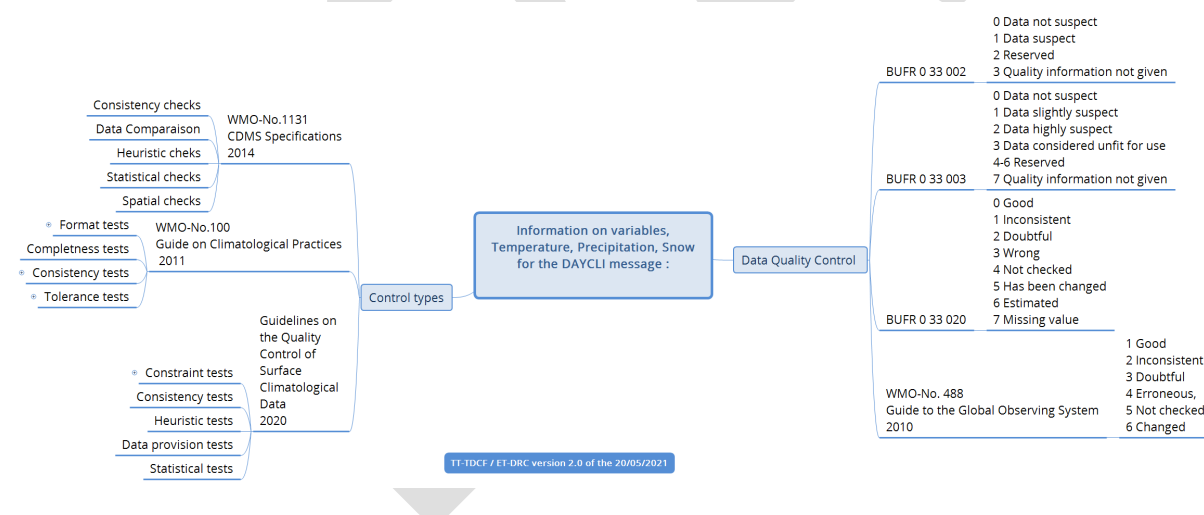 Information on variables,
Temperature, Precipitation, Snow
for the DAYCLI message :
Control types
WMO-No.1131
CDMS Specifications
2014
Consistency checks
Data Comparaison
Heuristic cheks
Statistical checks
Spatial checks
WMO-No.100
Guide on Climatological Practices
2011
Format tests
Completness tests
Consistency tests
Tolerance tests
Guidelines on
the Quality
Control of
Surface
Climatological
Data
2020
Constraint tests
Consistency tests
Heuristic tests
Data provision tests
Statistical tests
Data Quality Control
BUFR 0 33 002
0 Data not suspect
1 Data suspect
2 Reserved
3 Quality information not given
BUFR 0 33 003
0 Data not suspect
1 Data slightly suspect
2 Data highly suspect
3 Data considered unfit for use
4-6 Reserved
7 Quality information not given
BUFR 0 33 020
0 Good
1 Inconsistent
2 Doubtful
3 Wrong
4 Not checked
5 Has been changed
6 Estimated
7 Missing value
WMO-No. 488
Guide to the Global Observing System
2010
1 Good
2 Inconsistent
3 Doubtful
4 Erroneous,
5 Not checked
6 Changed
TT-TDCF / ET-DRC version 2.0 of the 20/05/2021